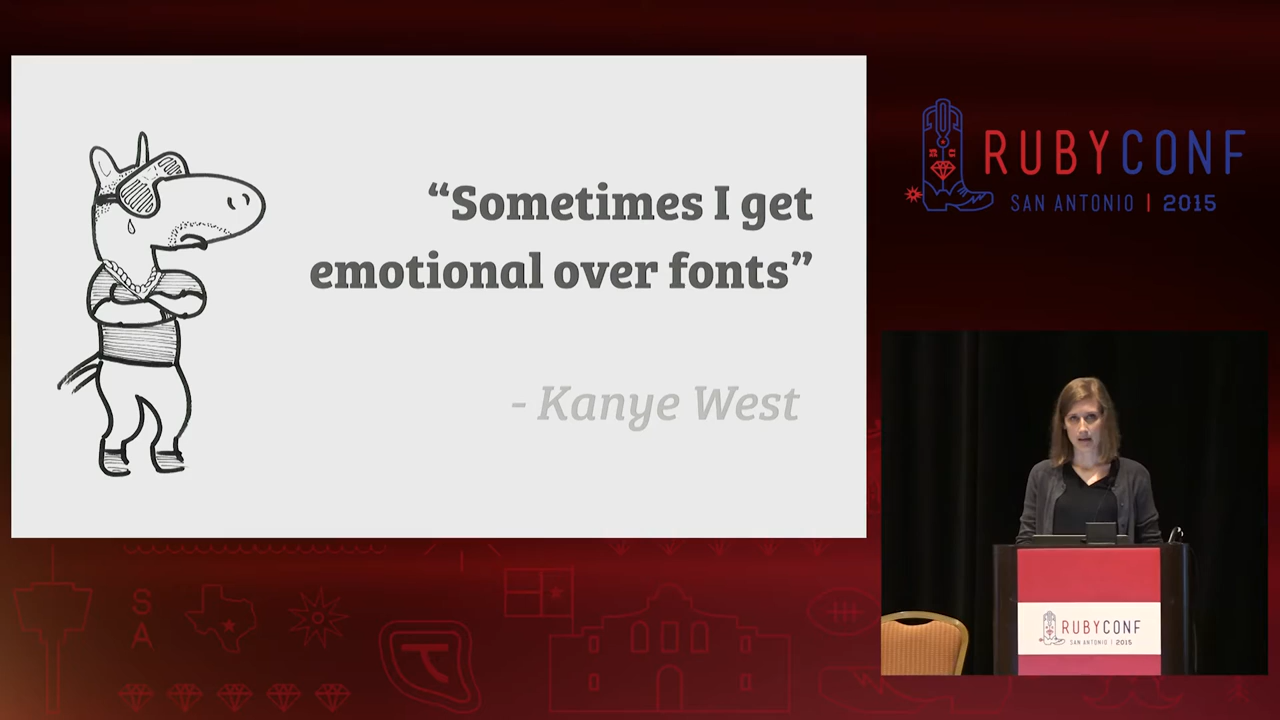 “Sometimes I get
emotional over fonts”
- Kanye West
RUBYCONF
SAN ANTONIO | 2015
S
A
RUBYCONF
SAN ANTONIO | 2015